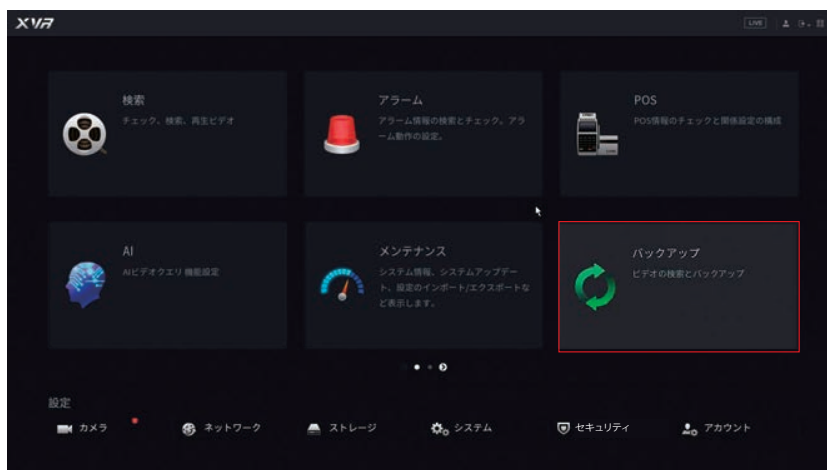 XVR
LIVE
検索
チェック、検索、再生ビデオ
アラーム
アラーム情報の検索とチェック。アラ
ーム動作の設定。
POS
POS情報のチェックと関係設定の構成
AI
AIビデオクエリ 機能設定
メンテナンス
システム情報、システムアップデー
ト、設定のインポート/エクスポートな
ど表示します。
バックアップ
ビデオの検索とバックアップ
設定
カメラ
ネットワーク
ストレージ
システム
セキュリティ
アカウント